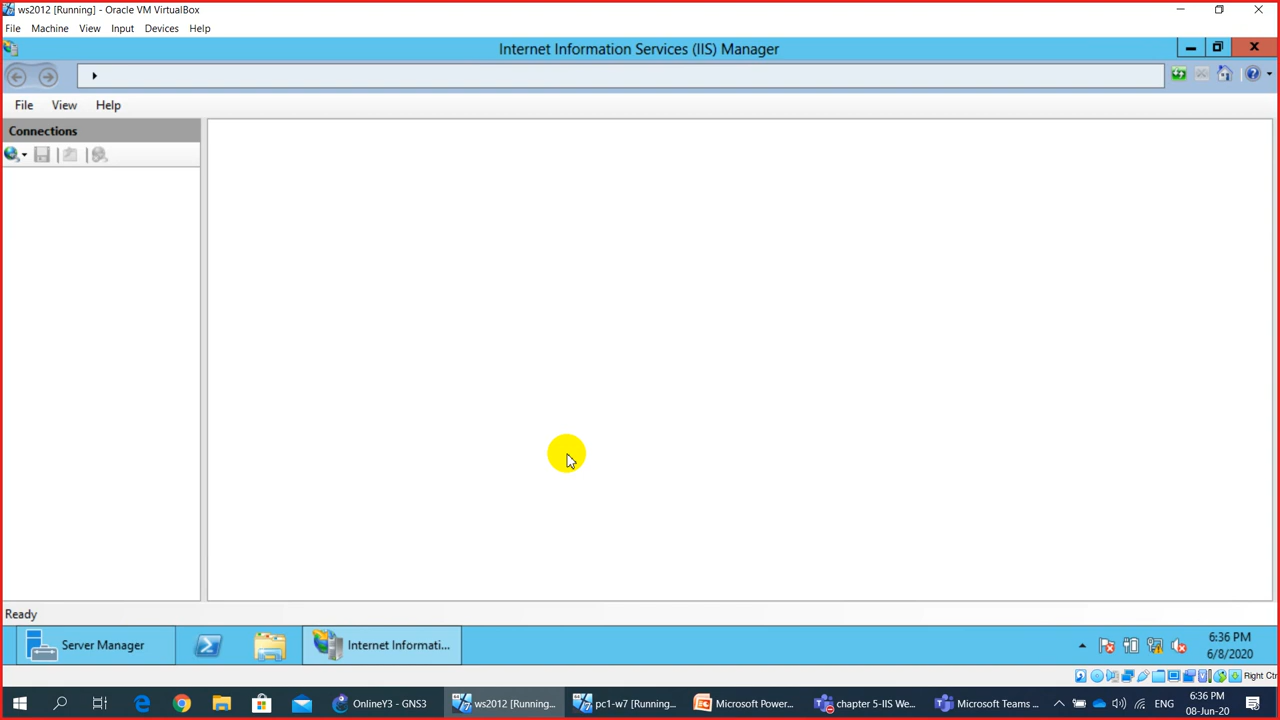 ws2012 [Running] - Oracle VM VirtualBox
File Machine View Input Devices Help
Internet Information Services (IIS) Manager
File View Help
Connections
Ready
Server Manager
Internet Informati...
6:36 PM
6/8/2020
Right Ctrl
OnlineY3 - GNS3
ws2012 [Running...
pc1-w7 [Running...
Microsoft Power...
chapter 5-IIS We...
Microsoft Teams ...
ENG
6:36 PM
08-Jun-20